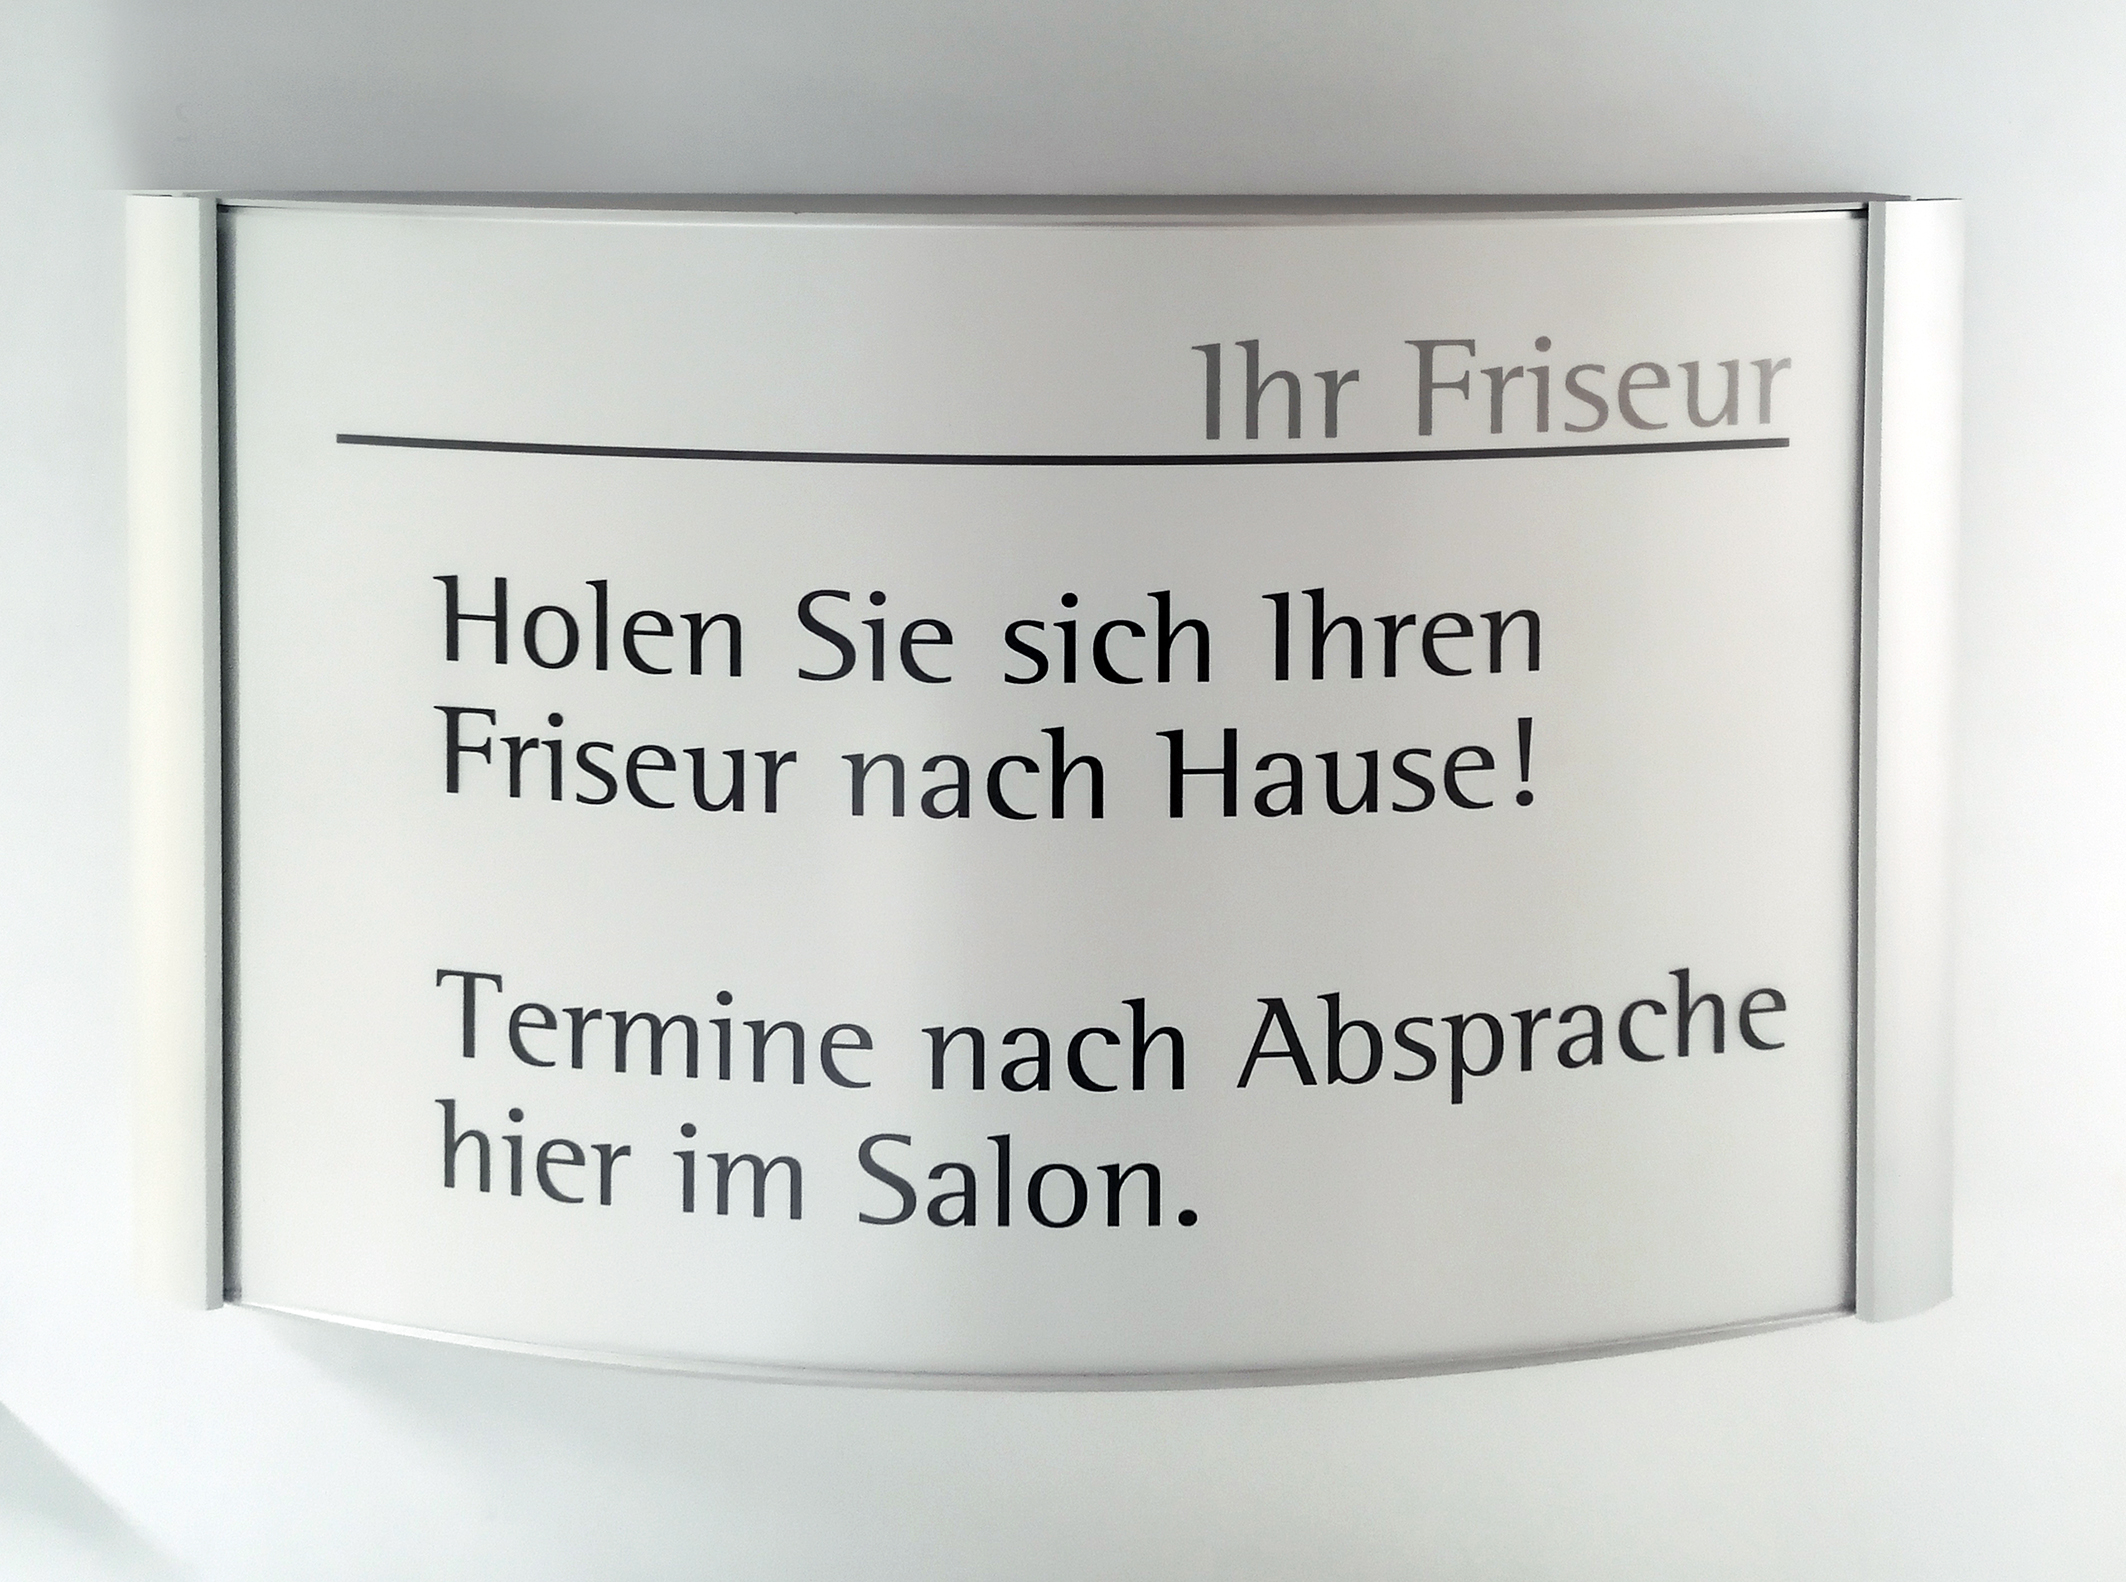 Ihr Friseur
Holen Sie sich Ihren
Friseur nach Hause!
Termine nach Absprache
hier im Salon.